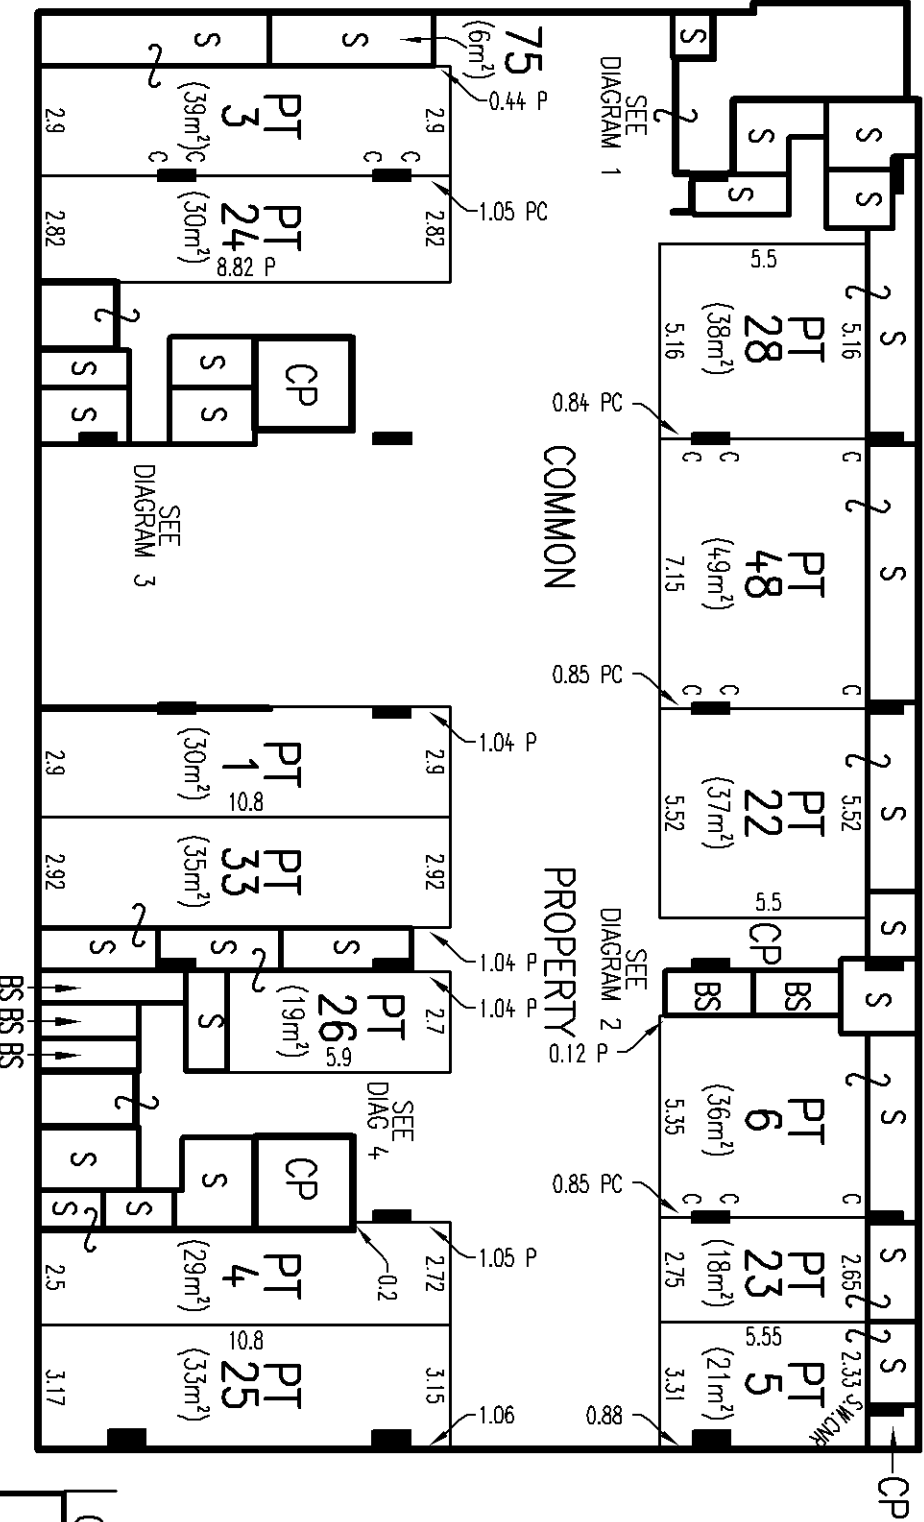 CP
S
S
S
S
S
S
S
S
S
S
S
S
S
5.5
5.16
PT
28
(38m²)
5.16
0.84 PC
C
C
C
PT
48
(49m²)
7.15
0.85 PC
C
C
C
5.52
PT
22
(37m²)
5.52
5.5
CP
BS
BS
0.12 P
PT
6
(36m²)
5.35
C
C
C
0.85 PC
2.65
PT
23
(18m²)
2.75
5.55
2.33
S.W.CNR
PT
5
(21m²)
3.31
0.88
SEE
DIAGRAM 1
SEE
DIAGRAM 2
COMMON
PROPERTY
75
(6m²)
S
S
0.44 P
2.9
PT
3
(39m²)
2.9
C
C
C
C
1.05 PC
2.82
PT
24
(30m²)
2.82
8.82 P
CP
S
S
S
S
SEE
DIAGRAM 3
1.04 P
2.9
PT
1
(30m²)
2.9
10.8
2.92
PT
33
(35m²)
2.92
1.04 P
S
S
S
1.04 P
2.7
PT
26
(19m²)
5.9
S
BS
BS
BS
SEE
DIAG 4
CP
S
S
S
S
0.2
1.05 P
2.72
PT
4
(29m²)
2.5
10.8
3.15
PT
25
(33m²)
3.17
1.06